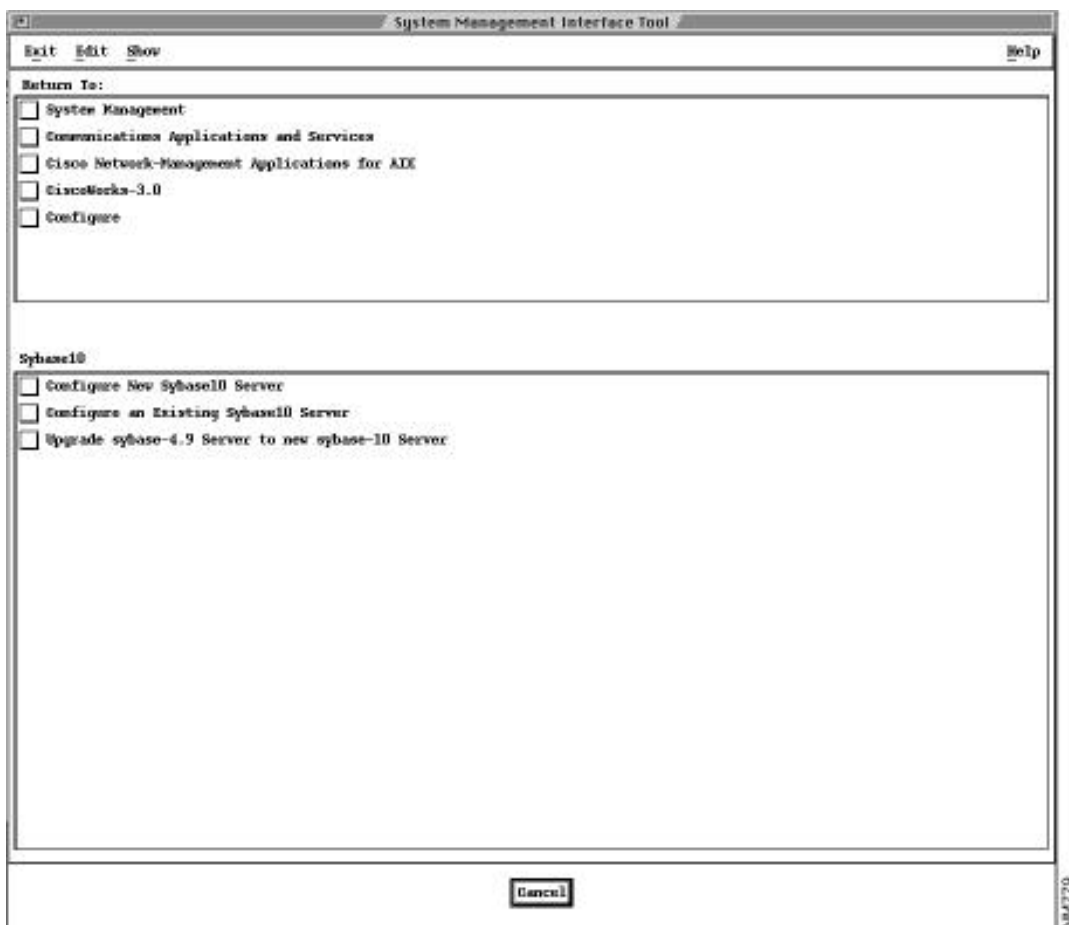 System Management Interface Tool
Exit Edit Show Help
Return To:
System Management
Communications Applications and Services
Cisco Network-Management Applications for AIX
CiscoWorks-3.0
Configure
Sybase10
Configure New Sybase10 Server
Configure an Existing Sybase10 Server
Upgrade sybase-4.9 Server to new sybase-10 Server
Cancel